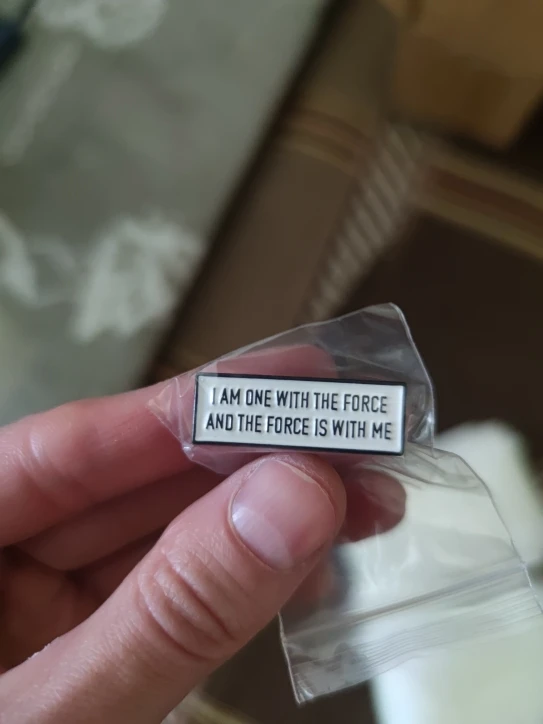 I AM ONE WITH THE FORCE
AND THE FORCE IS WITH ME